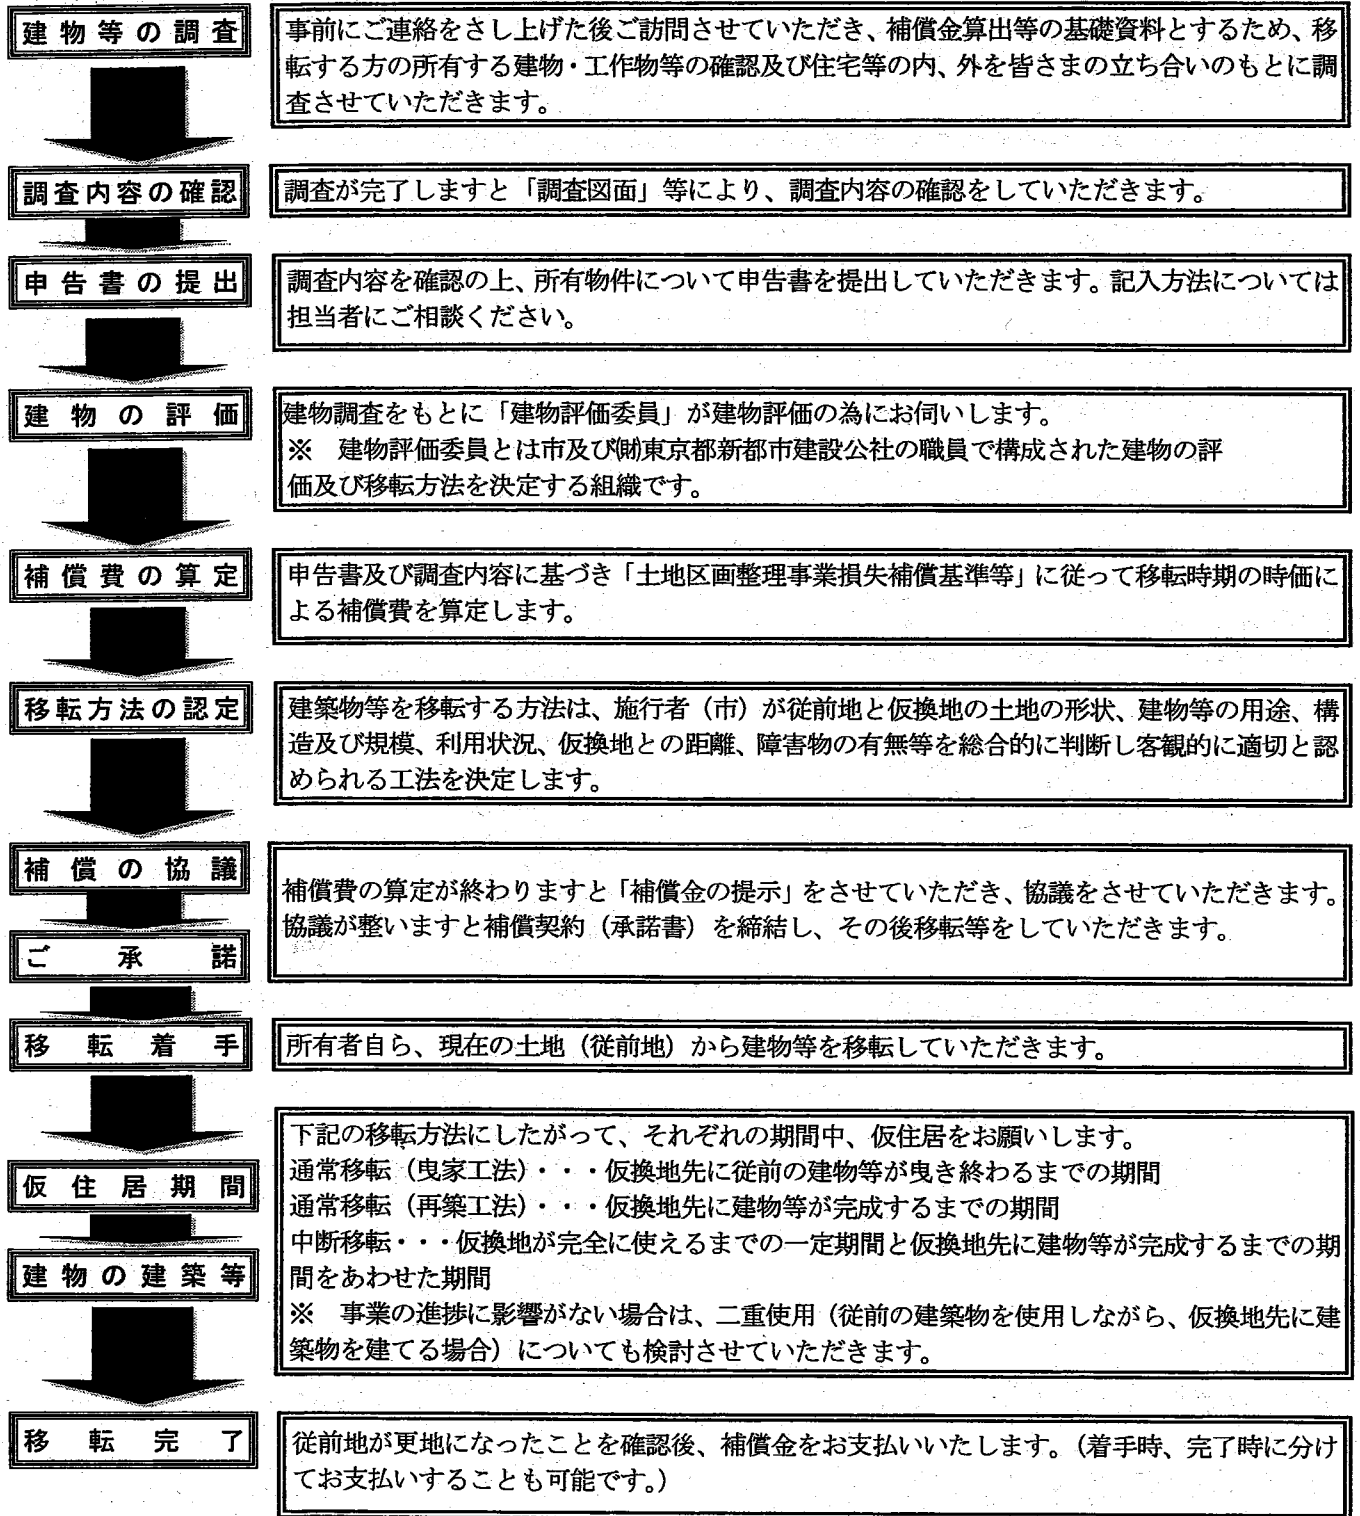 建物等の調査
事前にご連絡をさし上げた後ご訪問させていただき、補償金算出等の基礎資料とするため、移
転する方の所有する建物・工作物等の確認及び住宅等の内、外を皆さまの立ち合いのもとに調
査させていただきます。
調査内容の確認
調査が完了しますと「調査図面」等により、調査内容の確認をしていただきます。
申告書の提出
調査内容を確認の上、所有物件について申告書を提出していただきます。記入方法については
担当者にご相談ください。
建物の評価
建物調査をもとに「建物評価委員」が建物評価の為にお伺いします。
※　建物評価委員とは市及び㈶東京都新都市建設公社の職員で構成された建物の評
価及び移転方法を決定する組織です。
補償費の算定
申告書及び調査内容に基づき「土地区画整理事業損失補償基準等」に従って移転時期の時価に
よる補償費を算定します。
移転方法の認定
建築物等を移転する方法は、施行者（市）が従前地と仮換地の土地の形状、建物等の用途、構
造及び規模、利用状況、仮換地との距離、障害物の有無等を総合的に判断し客観的に適切と認
められる工法を決定します。
補償の協議
ご承諾
補償費の算定が終わりますと「補償金の提示」をさせていただき、協議をさせていただきます。
協議が整いますと補償契約（承諾書）を締結し、その後移転等をしていただきます。
移転着手
所有者自ら、現在の土地（従前地）から建物等を移転していただきます。
仮住居期間
建物の建築等
下記の移転方法にしたがって、それぞれの期間中、仮住居をお願いします。
通常移転（曳家工法）・・・仮換地先に従前の建物等が曳き終わるまでの期間
通常移転（再築工法）・・・仮換地先に建物等が完成するまでの期間
中断移転・・・仮換地が完全に使えるまでの一定期間と仮換地先に建物等が完成するまでの期
間をあわせた期間
※　事業の進捗に影響がない場合は、二重使用（従前の建築物を使用しながら、仮換地先に建
築物を建てる場合）についても検討させていただきます。
移転完了
従前地が更地になったことを確認後、補償金をお支払いいたします。（着手時、完了時に分け
てお支払いすることも可能です。）